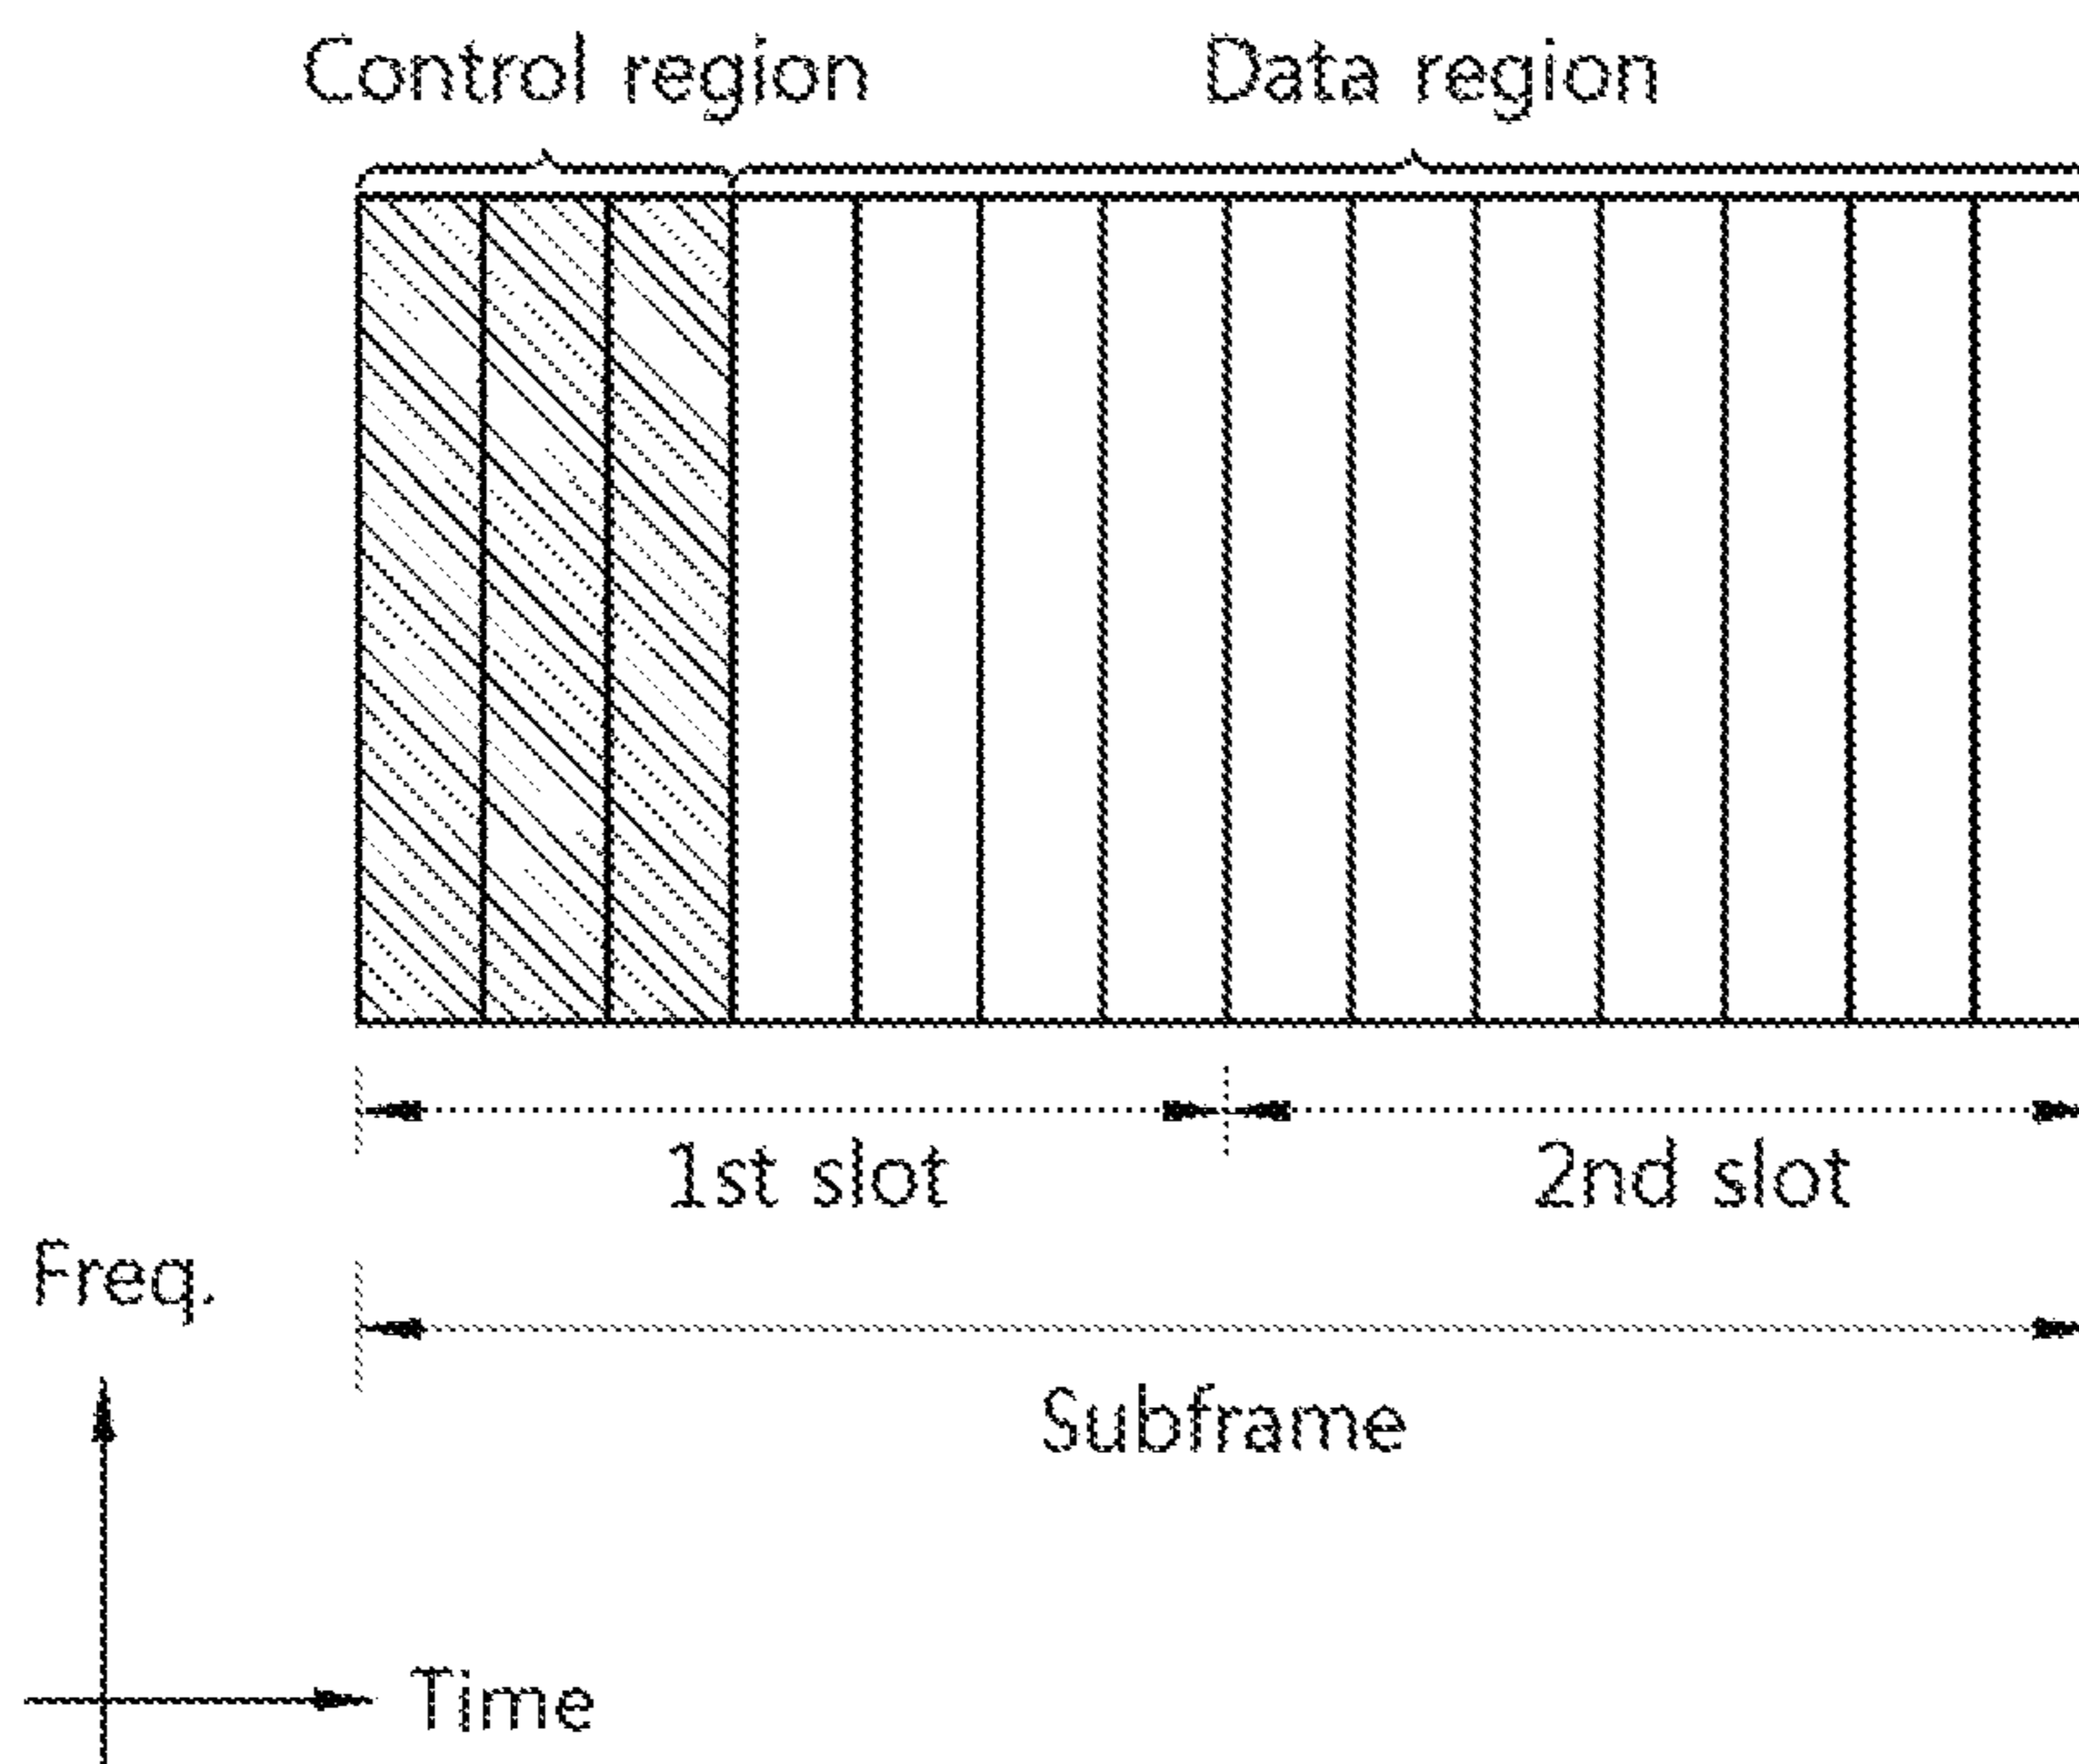 Control region Data region
1st slot 2nd slot
Freq.
Subframe
Time